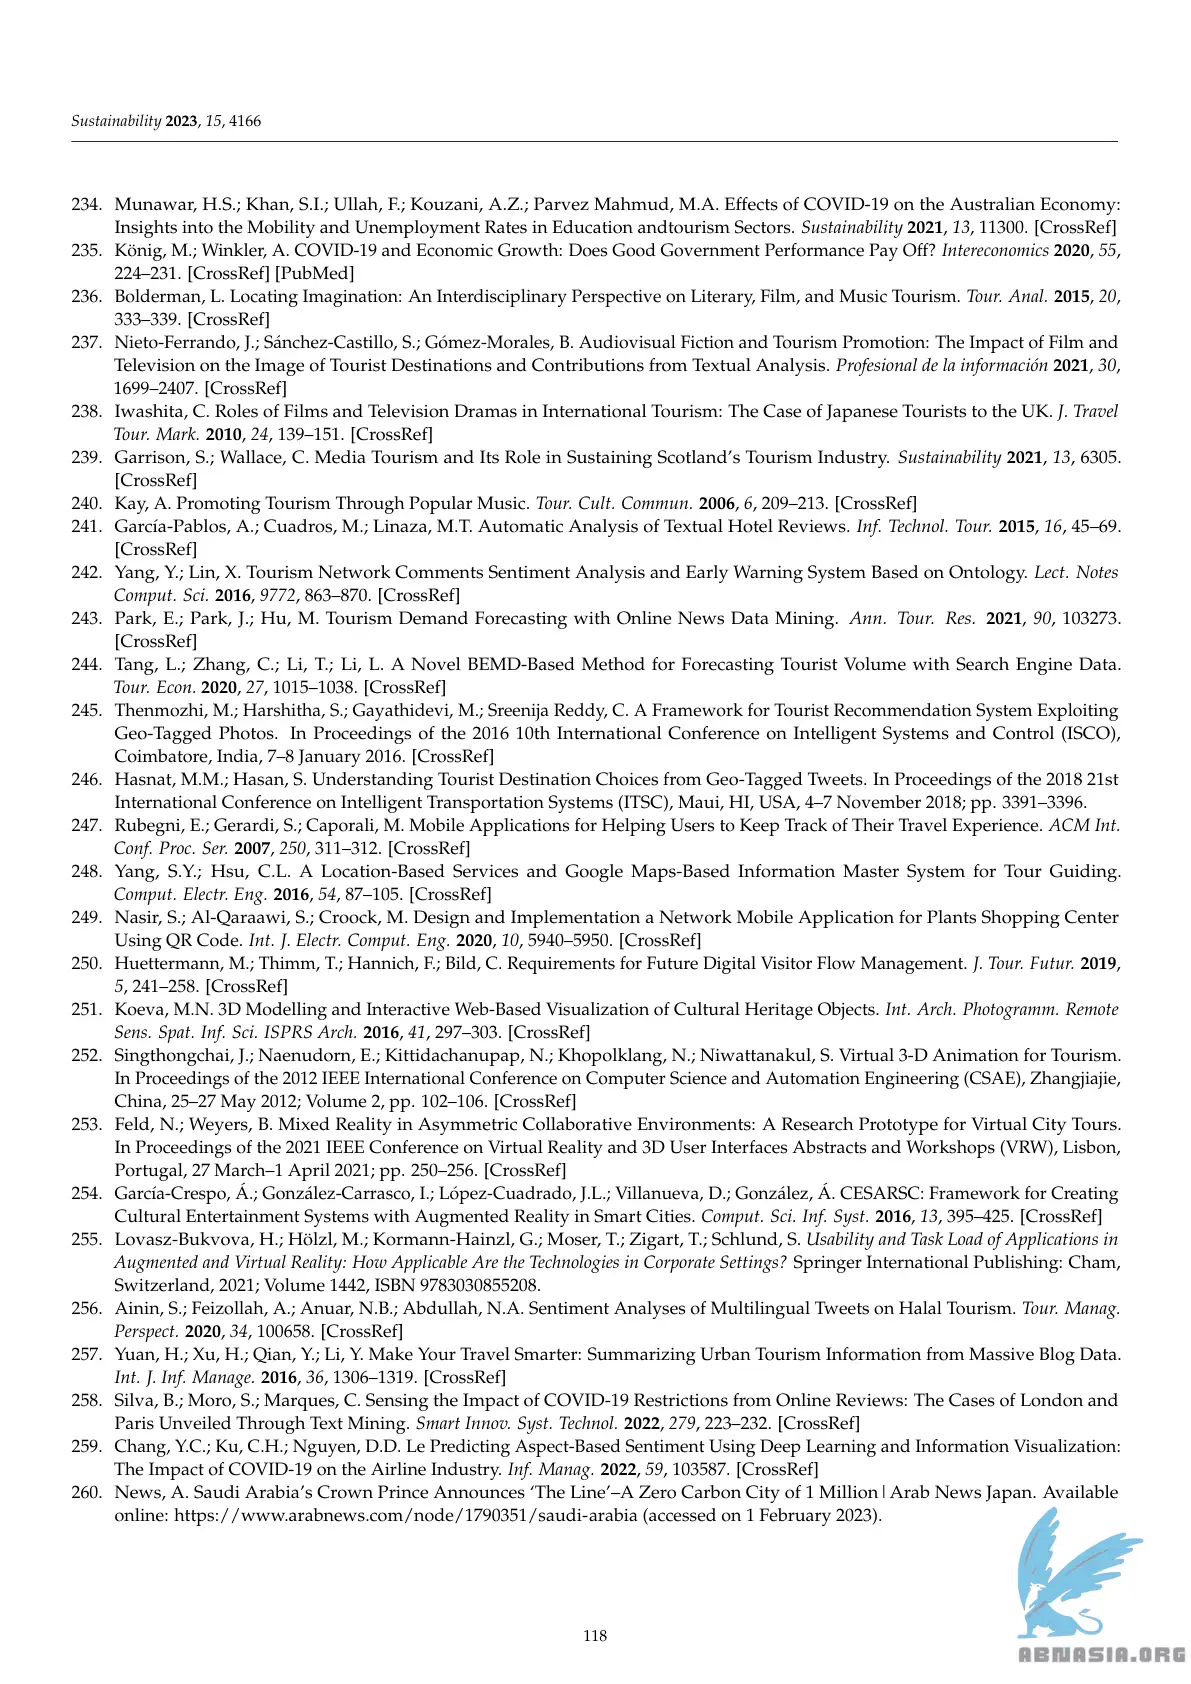 Sustainability 2023, 15, 4166
234. Munawar, H.S.; Khan, S.I.; Ullah, F.; Kouzani, A.Z.; Parvez Mahmud, M.A. Effects of COVID-19 on the Australian Economy:
Insights into the Mobility and Unemployment Rates in Education andtourism Sectors. Sustainability 2021, 13, 11300. [CrossRef]
235. König, M.; Winkler, A. COVID-19 and Economic Growth: Does Good Government Performance Pay Off? Intereconomics 2020, 55,
224–231. [CrossRef] [PubMed]
236. Bolderman, L. Locating Imagination: An Interdisciplinary Perspective on Literary, Film, and Music Tourism. Tour. Anal. 2015, 20,
333–339. [CrossRef]
237. Nieto-Ferrando, J.; Sánchez-Castillo, S.; Gómez-Morales, B. Audiovisual Fiction and Tourism Promotion: The Impact of Film and
Television on the Image of Tourist Destinations and Contributions from Textual Analysis. Profesional de la información 2021, 30,
1699–2407. [CrossRef]
238. Iwashita, C. Roles of Films and Television Dramas in International Tourism: The Case of Japanese Tourists to the UK. J. Travel
Tour. Mark. 2010, 24, 139–151. [CrossRef]
239. Garrison, S.; Wallace, C. Media Tourism and Its Role in Sustaining Scotland's Tourism Industry. Sustainability 2021, 13, 6305.
[CrossRef]
240. Kay, A. Promoting Tourism Through Popular Music. Tour. Cult. Commun. 2006, 6, 209–213. [CrossRef]
241. García-Pablos, A.; Cuadros, M.; Linaza, M.T. Automatic Analysis of Textual Hotel Reviews. Inf. Technol. Tour. 2015, 16, 45–69.
[CrossRef]
242. Yang, Y.; Lin, X. Tourism Network Comments Sentiment Analysis and Early Warning System Based on Ontology. Lect. Notes
Comput. Sci. 2016, 9772, 863–870. [CrossRef]
243. Park, E.; Park, J.; Hu, M. Tourism Demand Forecasting with Online News Data Mining. Ann. Tour. Res. 2021, 90, 103273.
[CrossRef]
244. Tang, L.; Zhang, C.; Li, T.; Li, L. A Novel BEMD-Based Method for Forecasting Tourist Volume with Search Engine Data.
Tour. Econ. 2020, 27, 1015–1038. [CrossRef]
245. Thenmozhi, M.; Harshitha, S.; Gayathidevi, M.; Sreenija Reddy, C. A Framework for Tourist Recommendation System Exploiting
Geo-Tagged Photos. In Proceedings of the 2016 10th International Conference on Intelligent Systems and Control (ISCO),
Coimbatore, India, 7–8 January 2016. [CrossRef]
246. Hasnat, M.M.; Hasan, S. Understanding Tourist Destination Choices from Geo-Tagged Tweets. In Proceedings of the 2018 21st
International Conference on Intelligent Transportation Systems (ITSC), Maui, HI, USA, 4–7 November 2018; pp. 3391–3396.
247. Rubegni, E.; Gerardi, S.; Caporali, M. Mobile Applications for Helping Users to Keep Track of Their Travel Experience. ACM Int.
Conf. Proc. Ser. 2007, 250, 311–312. [CrossRef]
248. Yang, S.Y.; Hsu, C.L. A Location-Based Services and Google Maps-Based Information Master System for Tour Guiding.
Comput. Electr. Eng. 2016, 54, 87–105. [CrossRef]
249. Nasir, S.; Al-Qaraawi, S.; Croock, M. Design and Implementation a Network Mobile Application for Plants Shopping Center
Using QR Code. Int. J. Electr. Comput. Eng. 2020, 10, 5940–5950. [CrossRef]
250. Huettermann, M.; Thimm, T.; Hannich, F.; Bild, C. Requirements for Future Digital Visitor Flow Management. J. Tour. Futur. 2019,
5, 241–258. [CrossRef]
251. Koeva, M.N. 3D Modelling and Interactive Web-Based Visualization of Cultural Heritage Objects. Int. Arch. Photogramm. Remote
Sens. Spat. Inf. Sci. ISPRS Arch. 2016, 41, 297–303. [CrossRef]
252. Singthongchai, J.; Naenudorn, E.; Kittidachanupap, N.; Khopolklang, N.; Niwattanakul, S. Virtual 3-D Animation for Tourism.
In Proceedings of the 2012 IEEE International Conference on Computer Science and Automation Engineering (CSAE), Zhangjiajie,
China, 25–27 May 2012; Volume 2, pp. 102–106. [CrossRef]
253. Feld, N.; Weyers, B. Mixed Reality in Asymmetric Collaborative Environments: A Research Prototype for Virtual City Tours.
In Proceedings of the 2021 IEEE Conference on Virtual Reality and 3D User Interfaces Abstracts and Workshops (VRW), Lisbon,
Portugal, 27 March–1 April 2021; pp. 250–256. [CrossRef]
254. García-Crespo, Á.; González-Carrasco, I.; López-Cuadrado, J.L.; Villanueva, D.; González, Á. CESARSC: Framework for Creating
Cultural Entertainment Systems with Augmented Reality in Smart Cities. Comput. Sci. Inf. Syst. 2016, 13, 395–425. [CrossRef]
255. Lovasz-Bukvova, H.; Hölzl, M.; Kormann-Hainzl, G.; Moser, T.; Zigart, T.; Schlund, S. Usability and Task Load of Applications in
Augmented and Virtual Reality: How Applicable Are the Technologies in Corporate Settings? Springer International Publishing: Cham,
Switzerland, 2021; Volume 1442, ISBN 9783030855208.
256. Ainin, S.; Feizollah, A.; Anuar, N.B.; Abdullah, N.A. Sentiment Analyses of Multilingual Tweets on Halal Tourism. Tour. Manag.
Perspect. 2020, 34, 100658. [CrossRef]
257. Yuan, H.; Xu, H.; Qian, Y.; Li, Y. Make Your Travel Smarter: Summarizing Urban Tourism Information from Massive Blog Data.
Int. J. Inf. Manage. 2016, 36, 1306–1319. [CrossRef]
258. Silva, B.; Moro, S.; Marques, C. Sensing the Impact of COVID-19 Restrictions from Online Reviews: The Cases of London and
Paris Unveiled Through Text Mining. Smart Innov. Syst. Technol. 2022, 279, 223–232. [CrossRef]
259. Chang, Y.C.; Ku, C.H.; Nguyen, D.D. Le Predicting Aspect-Based Sentiment Using Deep Learning and Information Visualization:
The Impact of COVID-19 on the Airline Industry. Inf. Manag. 2022, 59, 103587. [CrossRef]
260. News, A. Saudi Arabia's Crown Prince Announces 'The Line'–A Zero Carbon City of 1 Million | Arab News Japan. Available
online: https://www.arabnews.com/node/1790351/saudi-arabia (accessed on 1 February 2023).
118
ABNASIA.ORG